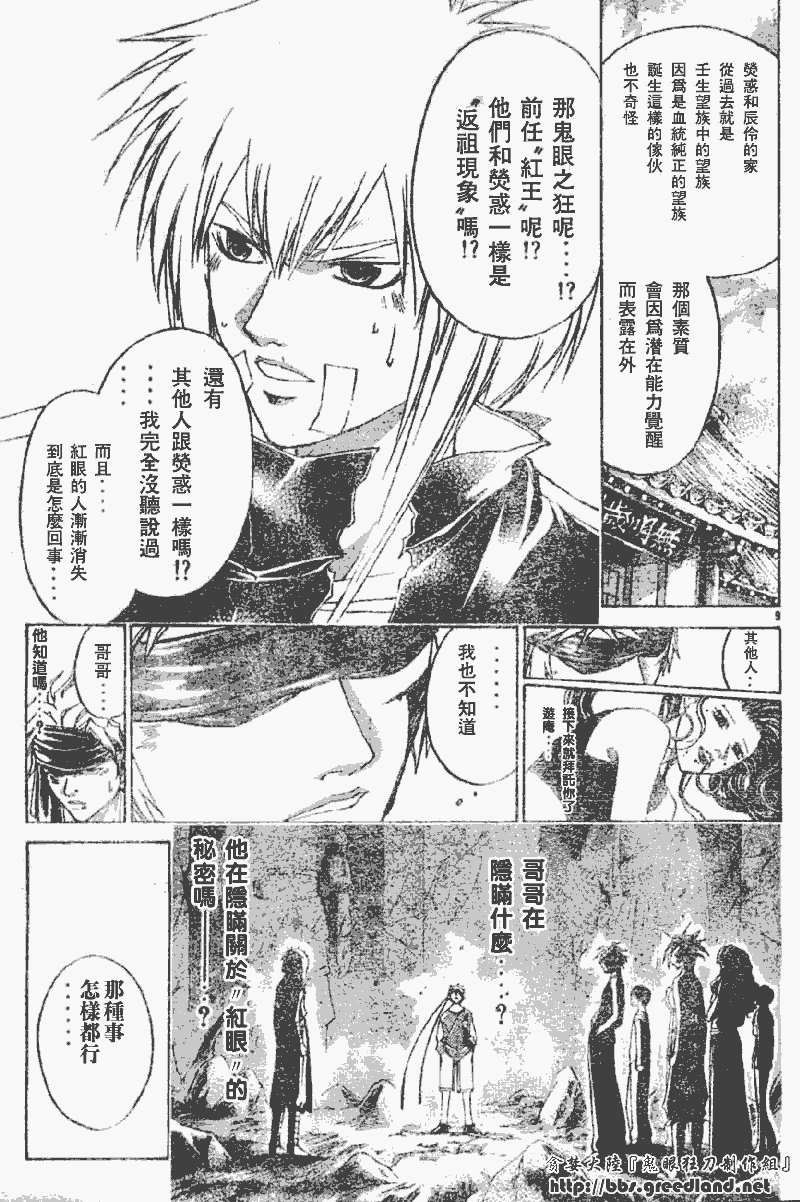 熒惑和辰伶的家
從過去就是
壬生望族中的望族
因為是血統純正的望族
誕生這樣的傢伙
也不奇怪
那個素質
會因為潛在能力覺醒
而表露在外
那鬼眼之狂呢....!?
前任〝紅王〞呢!?
他們和熒惑一樣是
〝返祖現象〞嗎!?
還有
其他人跟熒惑一樣嗎!?
....我完全沒聽說過
....
而且....
紅眼的人漸漸消失
到底是怎麼回事.....
無明歳
9
其他人...
接下來就拜託你了
遊庵...
我也不知道
哥哥....
他知道嗎...?
哥哥在
隱瞞什麼......?
他在隱瞞關於〝紅眼〞的
秘密嗎——......?
那種事
怎樣都行
......
貪婪大陸『鬼眼狂刀制作組』
http://bbs.greedland.net